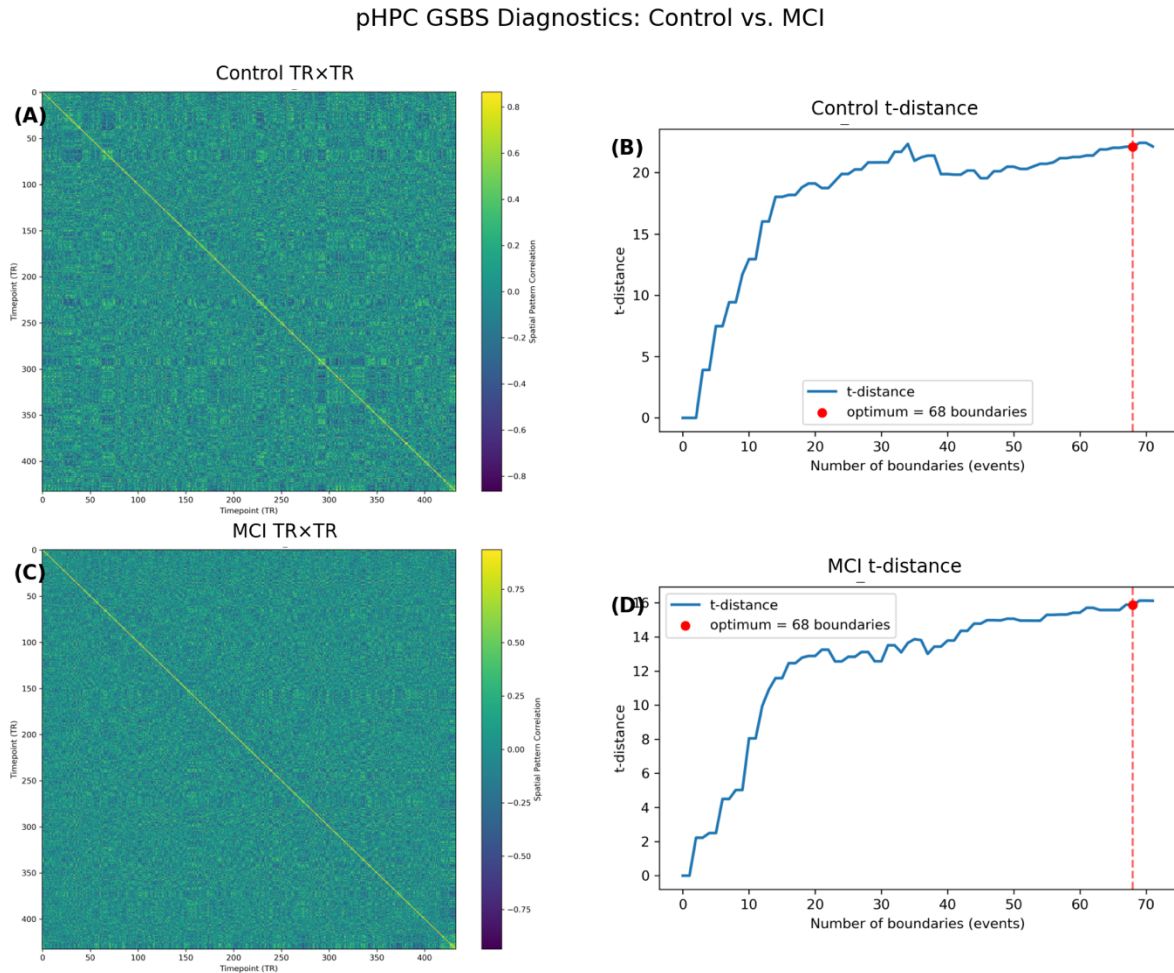 pHPC GSBS Diagnostics: Control vs. MCI
Control TR×TR
(A)
0
50
100
150
200
250
300
350
400
Timepoint (TR)
0 50 100 150 200 250 300 350 400
Timepoint (TR)
0.8
0.6
0.4
0.2
0.0
−0.2
−0.4
−0.6
−0.8
Spatial Pattern Correlation
Control t-distance
(B)
20
15
10
5
0
t-distance
t-distance
optimum = 68 boundaries
0 10 20 30 40 50 60 70
Number of boundaries (events)
MCI TR×TR
(C)
0
50
100
150
200
250
300
350
400
Timepoint (TR)
0 50 100 150 200 250 300 350 400
Timepoint (TR)
0.75
0.50
0.25
0.00
−0.25
−0.50
−0.75
Spatial Pattern Correlation
MCI t-distance
(D)
16
14
12
10
8
6
4
2
0
t-distance
t-distance
optimum = 68 boundaries
0 10 20 30 40 50 60 70
Number of boundaries (events)